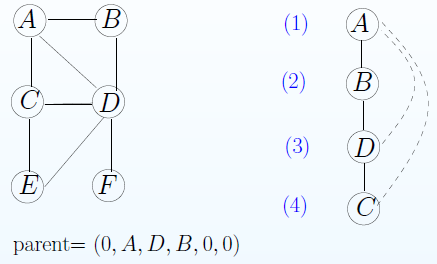 A B (1) A
(2) B
C D
(3) D
E F (4) C
parent= (0, A, D, B, 0, 0)